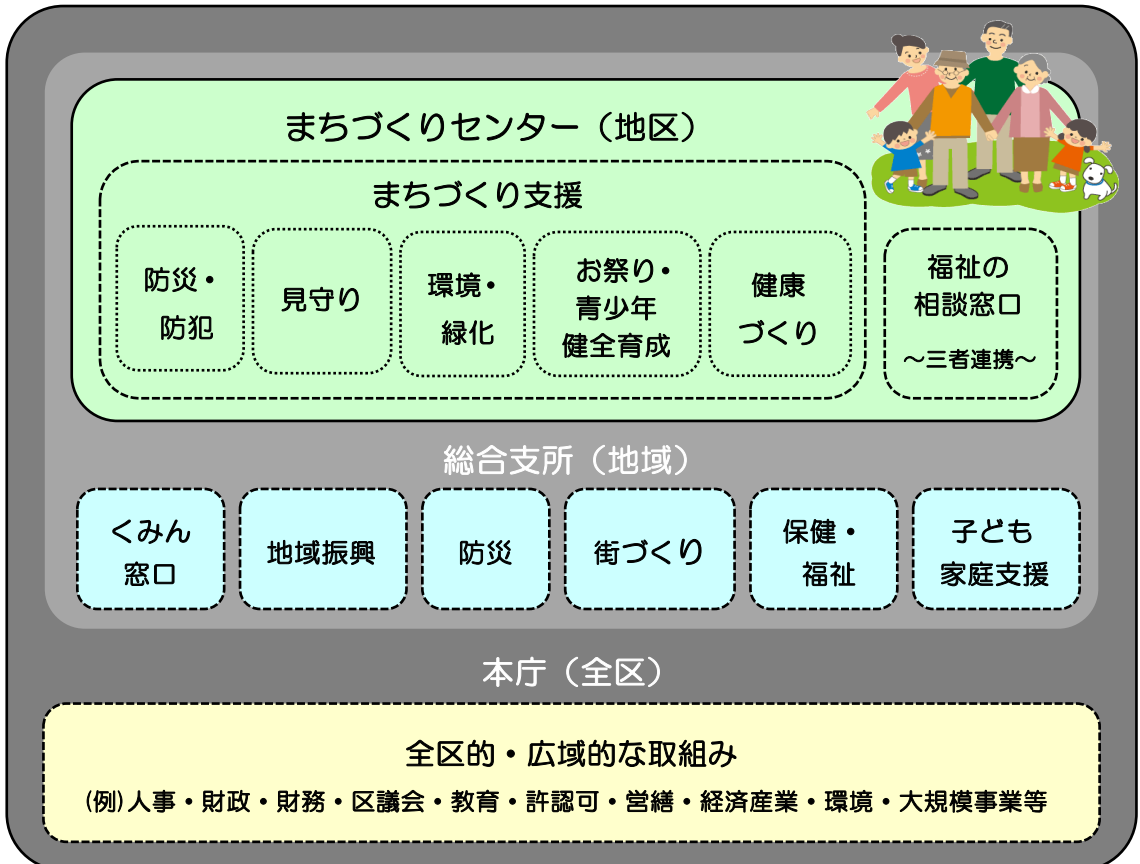 まちづくりセンター（地区）
まちづくり支援
防災・
防犯
見守り
環境・
緑化
お祭り・
青少年
健全育成
健康
づくり
福祉の
相談窓口
～三者連携～
総合支所（地域）
くみん
窓口
地域振興
防災
街づくり
保健・
福祉
子ども
家庭支援
本庁（全区）
全区的・広域的な取組み
(例)人事・財政・財務・区議会・教育・許認可・営繕・経済産業・環境・大規模事業等